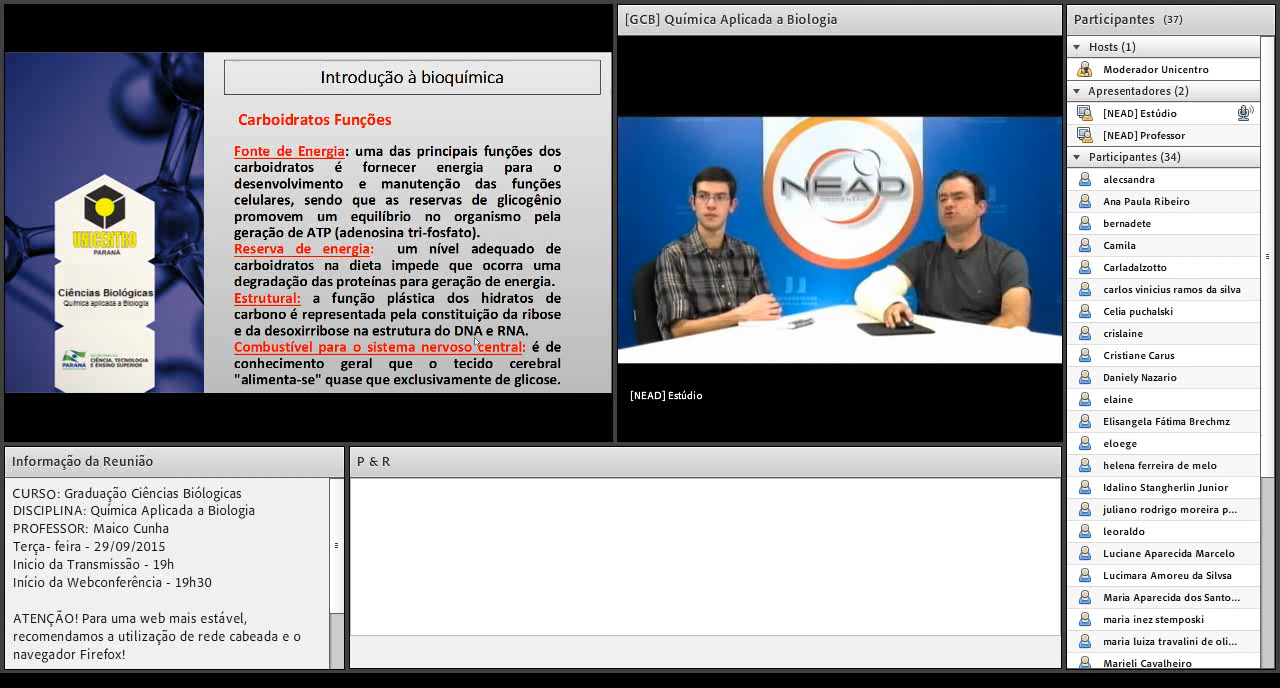 Introdução à bioquímica
Carboidratos Funções
Fonte de Energia: uma das principais funções dos
carboidratos é fornecer energia para o
desenvolvimento e manutenção das funções
celulares, sendo que as reservas de glicogênio
promovem um equilíbrio no organismo pela
geração de ATP (adenosina tri-fosfato).
Reserva de energia: um nível adequado de
carboidratos na dieta impede que ocorra uma
degradação das proteínas para geração de energia.
Estrutural: a função plástica dos hidratos de
carbono é representada pela constituição da ribose
e da desoxirribose na estrutura do DNA e RNA.
Combustível para o sistema nervoso central: é de
conhecimento geral que o tecido cerebral
"alimenta-se" quase que exclusivamente de glicose.
UNICENTRO
PARANÁ
Ciências Biológicas
Química aplicada a Biologia
PARANÁ
CIÊNCIA, TECNOLOGIA
E ENSINO SUPERIOR
[GCB] Química Aplicada a Biologia
NEAD
UNICENTRO
[NEAD] Estúdio
Participantes (37)
Hosts (1)
Moderador Unicentro
Apresentadores (2)
[NEAD] Estúdio
[NEAD] Professor
Participantes (34)
alecsandra
Ana Paula Ribeiro
bernadete
Camila
Carladalzotto
carlos vinicius ramos da silva
Celia puchalski
crislaine
Cristiane Carus
Daniely Nazario
elaine
Elisangela Fátima Brechmz
eloege
helena ferreira de melo
Idalino Stangherlin Junior
juliano rodrigo moreira p...
leoraldo
Luciane Aparecida Marcelo
Lucimara Amoreu da Silvsa
Maria Aparecida dos Santo...
maria inez stemposki
maria luiza travalini de oli...
Marieli Cavalheiro
Informação da Reunião
CURSO: Graduação Ciências Biólogicas
DISCIPLINA: Química Aplicada a Biologia
PROFESSOR: Maico Cunha
Terça- feira - 29/09/2015
Inicio da Transmissão - 19h
Início da Webconferência - 19h30
ATENÇÃO! Para uma web mais estável,
recomendamos a utilização de rede cabeada e o
navegador Firefox!
P & R